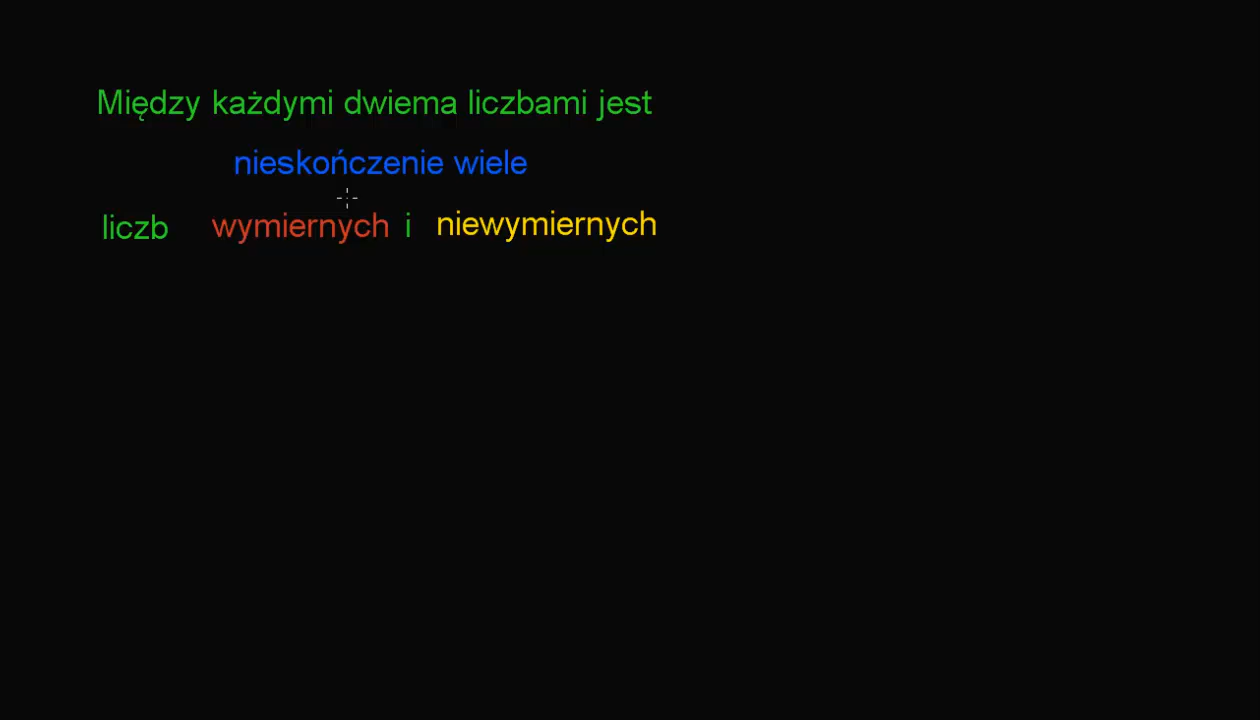 Między każdymi dwiema liczbami jest
nieskończenie wiele
liczb wymiernych i niewymiernych